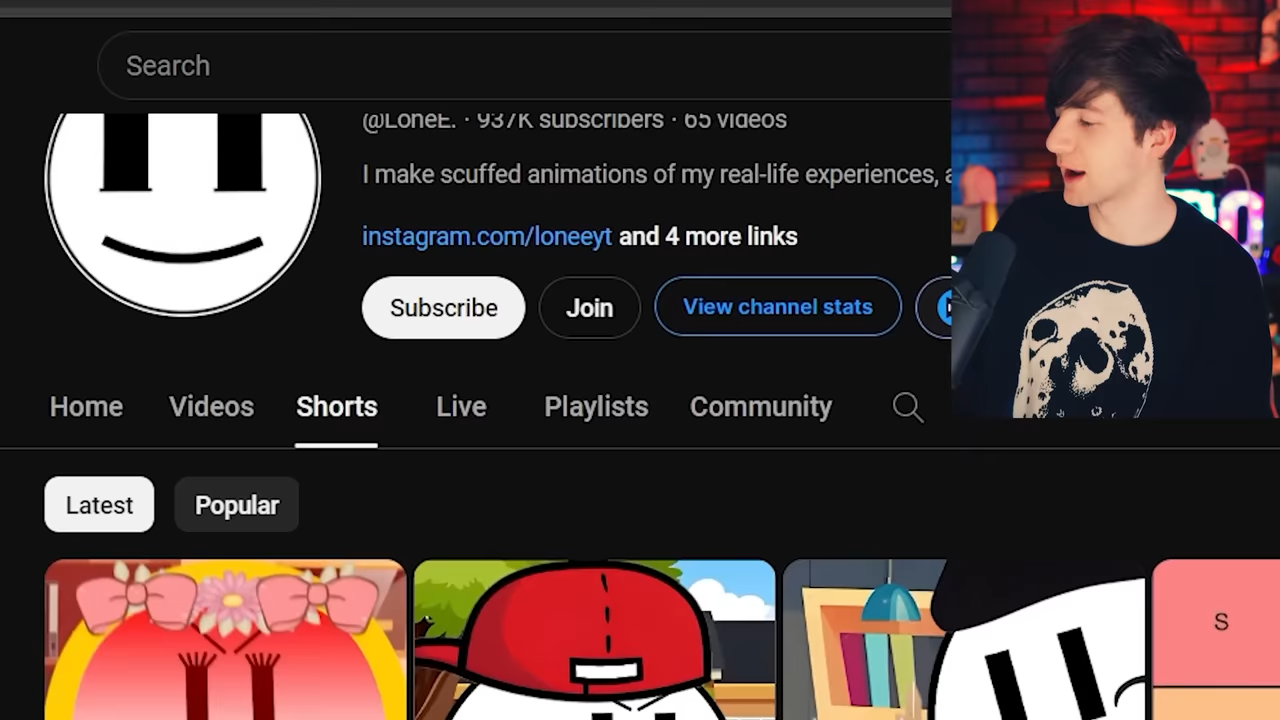 Search
@LoneE. · 937K subscribers · 65 videos
I make scuffed animations of my real-life experiences,
instagram.com/loneeyt and 4 more links
Subscribe Join View channel stats
Home Videos Shorts Live Playlists Community
Latest Popular
S